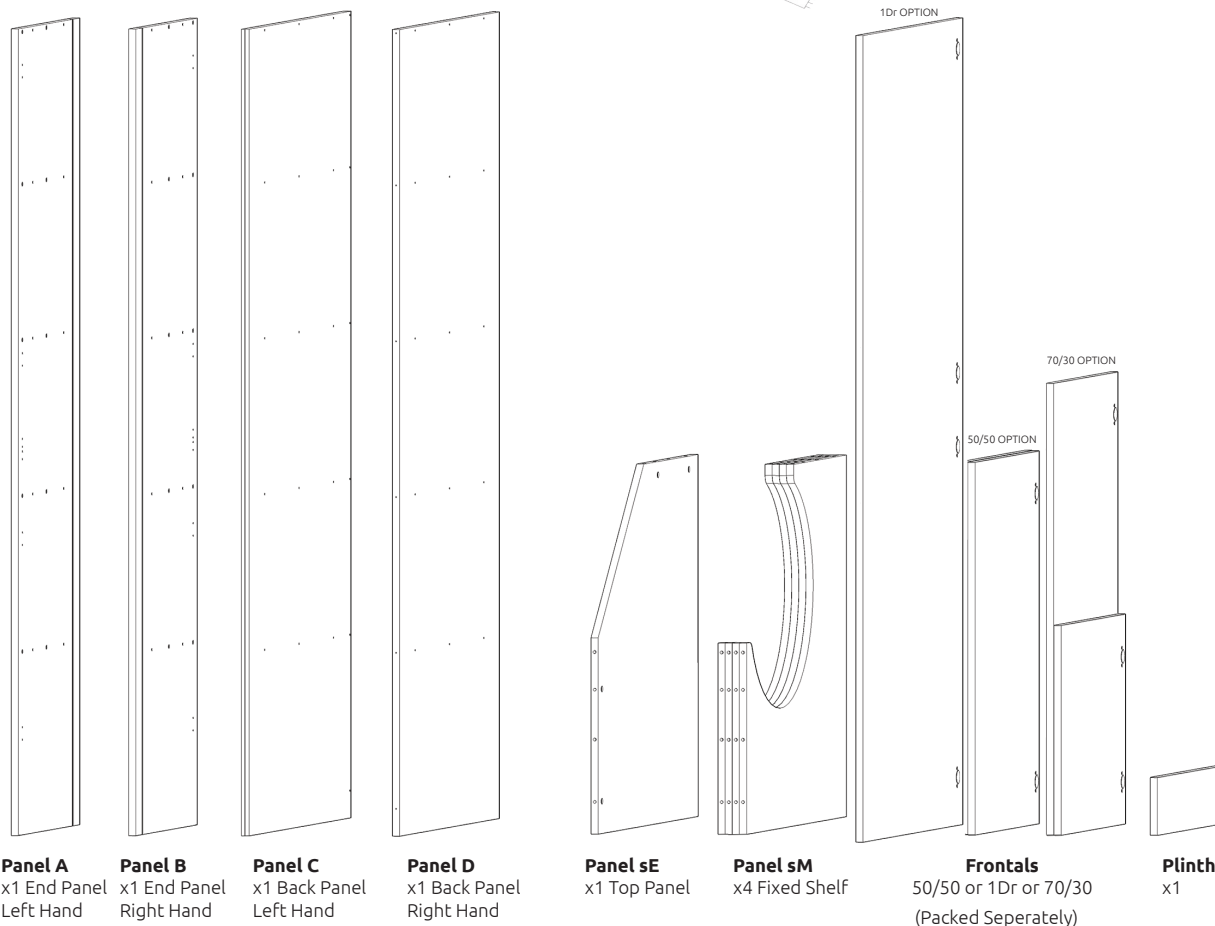 1Dr OPTION
70/30 OPTION
50/50 OPTION
Panel A
x1 End Panel
Left Hand
Panel B
x1 End Panel
Right Hand
Panel C
x1 Back Panel
Left Hand
Panel D
x1 Back Panel
Right Hand
Panel sE
x1 Top Panel
Panel sM
x4 Fixed Shelf
Frontals
50/50 or 1Dr or 70/30
(Packed Seperately)
Plinth
x1